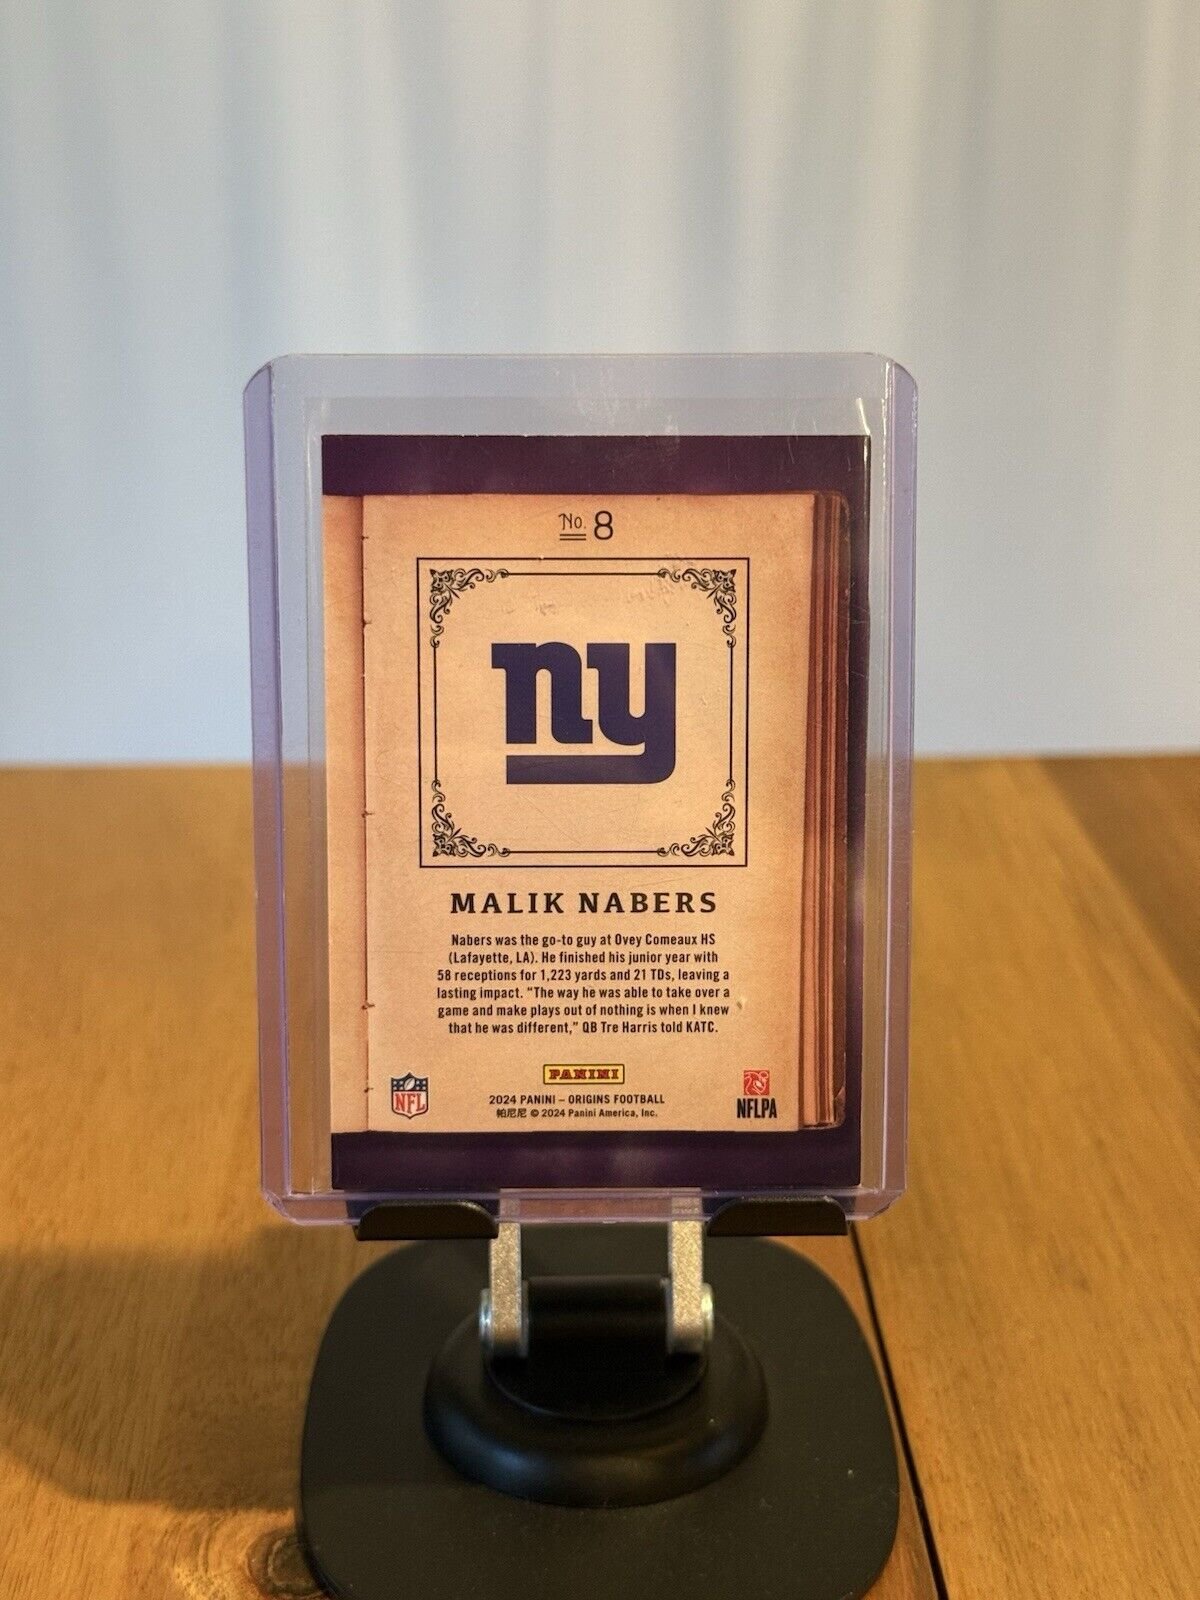 No. 8
ny
MALIK NABERS
Nabers was the go-to guy at Ovey Comeaux HS
(Lafayette, LA). He finished his junior year with
58 receptions for 1,223 yards and 21 TDs, leaving a
lasting impact. "The way he was able to take over a
game and make plays out of nothing is when I knew
that he was different," QB Tre Harris told KATC.
PANINI
NFL
2024 PANINI – ORIGINS FOOTBALL
帕尼尼 © 2024 Panini America, Inc.
NFLPA